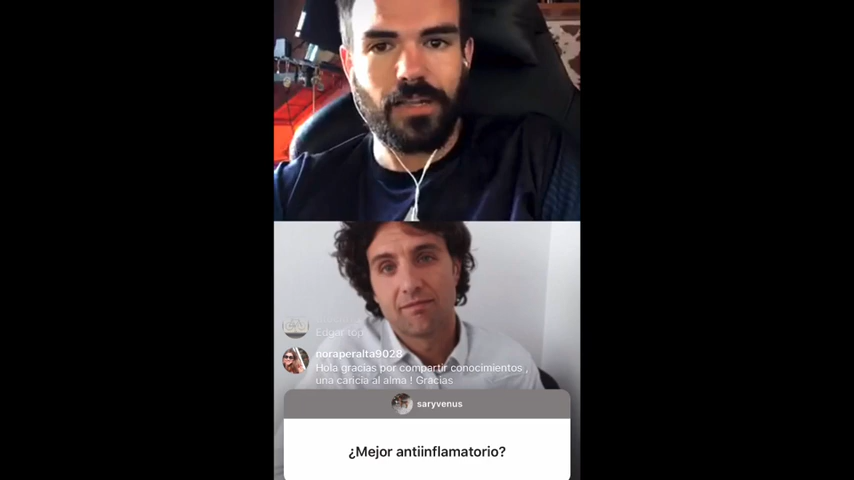 Edgar top
noraperalta9028
Hola gracias por compartir conocimientos ,
una caricia al alma ! Gracias
saryvenus
¿Mejor antiinflamatorio?